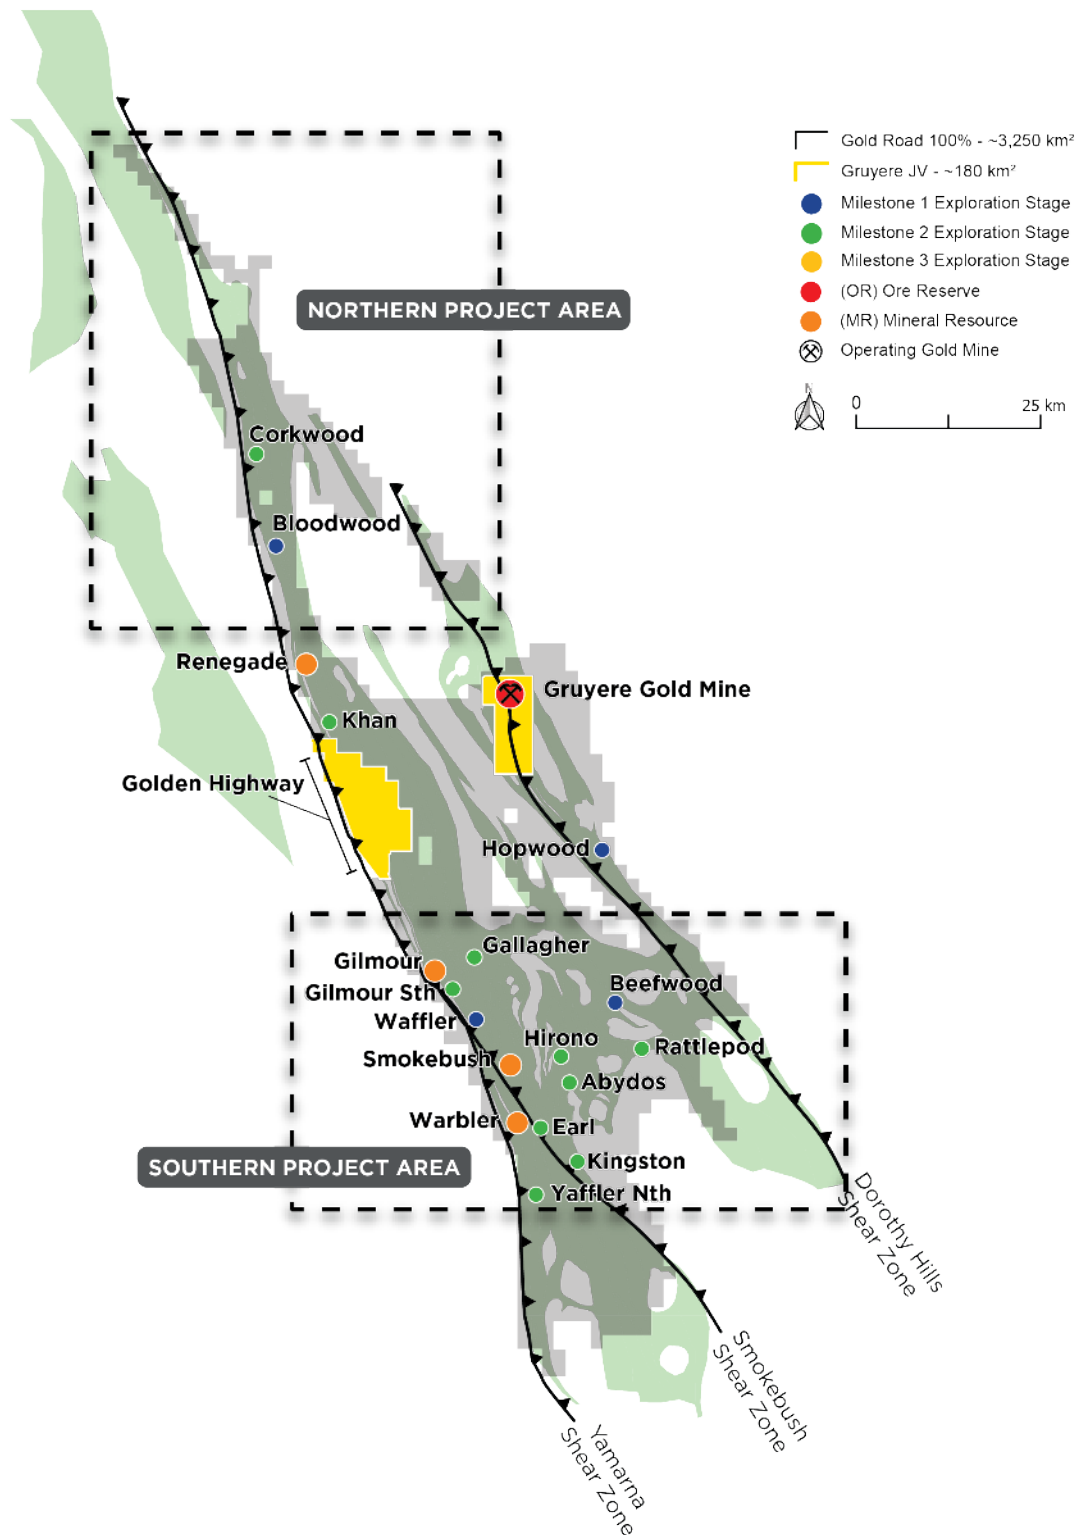 Gold Road 100% - ~3,250 km²
Gruyere JV - ~180 km²
Milestone 1 Exploration Stage
Milestone 2 Exploration Stage
Milestone 3 Exploration Stage
(OR) Ore Reserve
(MR) Mineral Resource
Operating Gold Mine
N
0
25 km
NORTHERN PROJECT AREA
Corkwood
Bloodwood
Renegade
Gruyere Gold Mine
Khan
Golden Highway
Hopwood
Gallagher
Gilmour
Beefwood
Gilmour Sth
Waffler
Hirono
Rattlepod
Smokebush
Abydos
Warbler
Earl
SOUTHERN PROJECT AREA
Kingston
Yaffler Nth
Dorothy Hills
Shear Zone
Smokebush
Shear Zone
Yamarna
Shear Zone